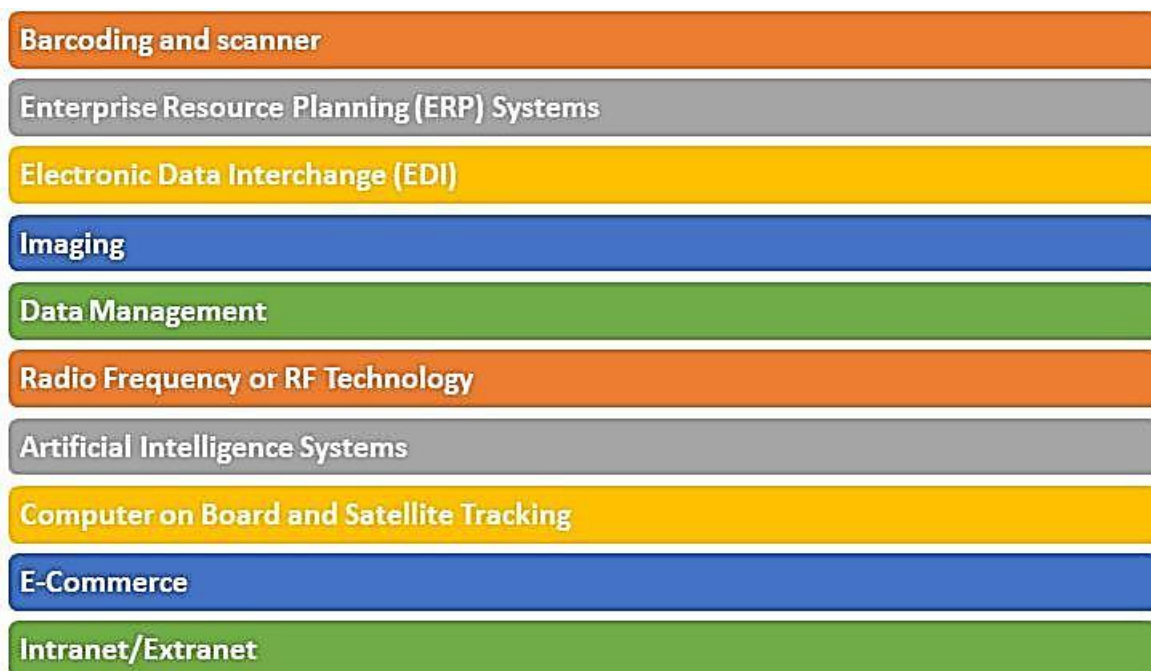 Barcoding and scanner
Enterprise Resource Planning (ERP) Systems
Electronic Data Interchange (EDI)
Imaging
Data Management
Radio Frequency or RF Technology
Artificial Intelligence Systems
Computer on Board and Satellite Tracking
E-Commerce
Intranet/Extranet